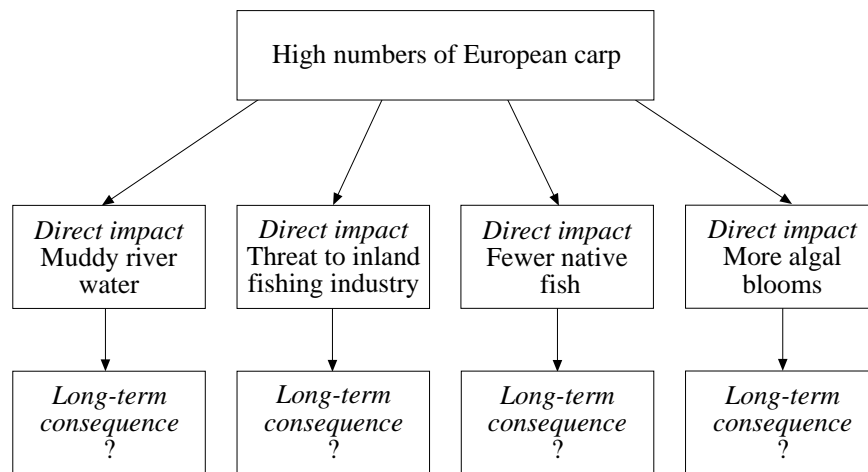 High numbers of European carp
Direct impact
Muddy river
water
Direct impact
Threat to inland
fishing industry
Direct impact
Fewer native
fish
Direct impact
More algal
blooms
Long-term
consequence
?
Long-term
consequence
?
Long-term
consequence
?
Long-term
consequence
?